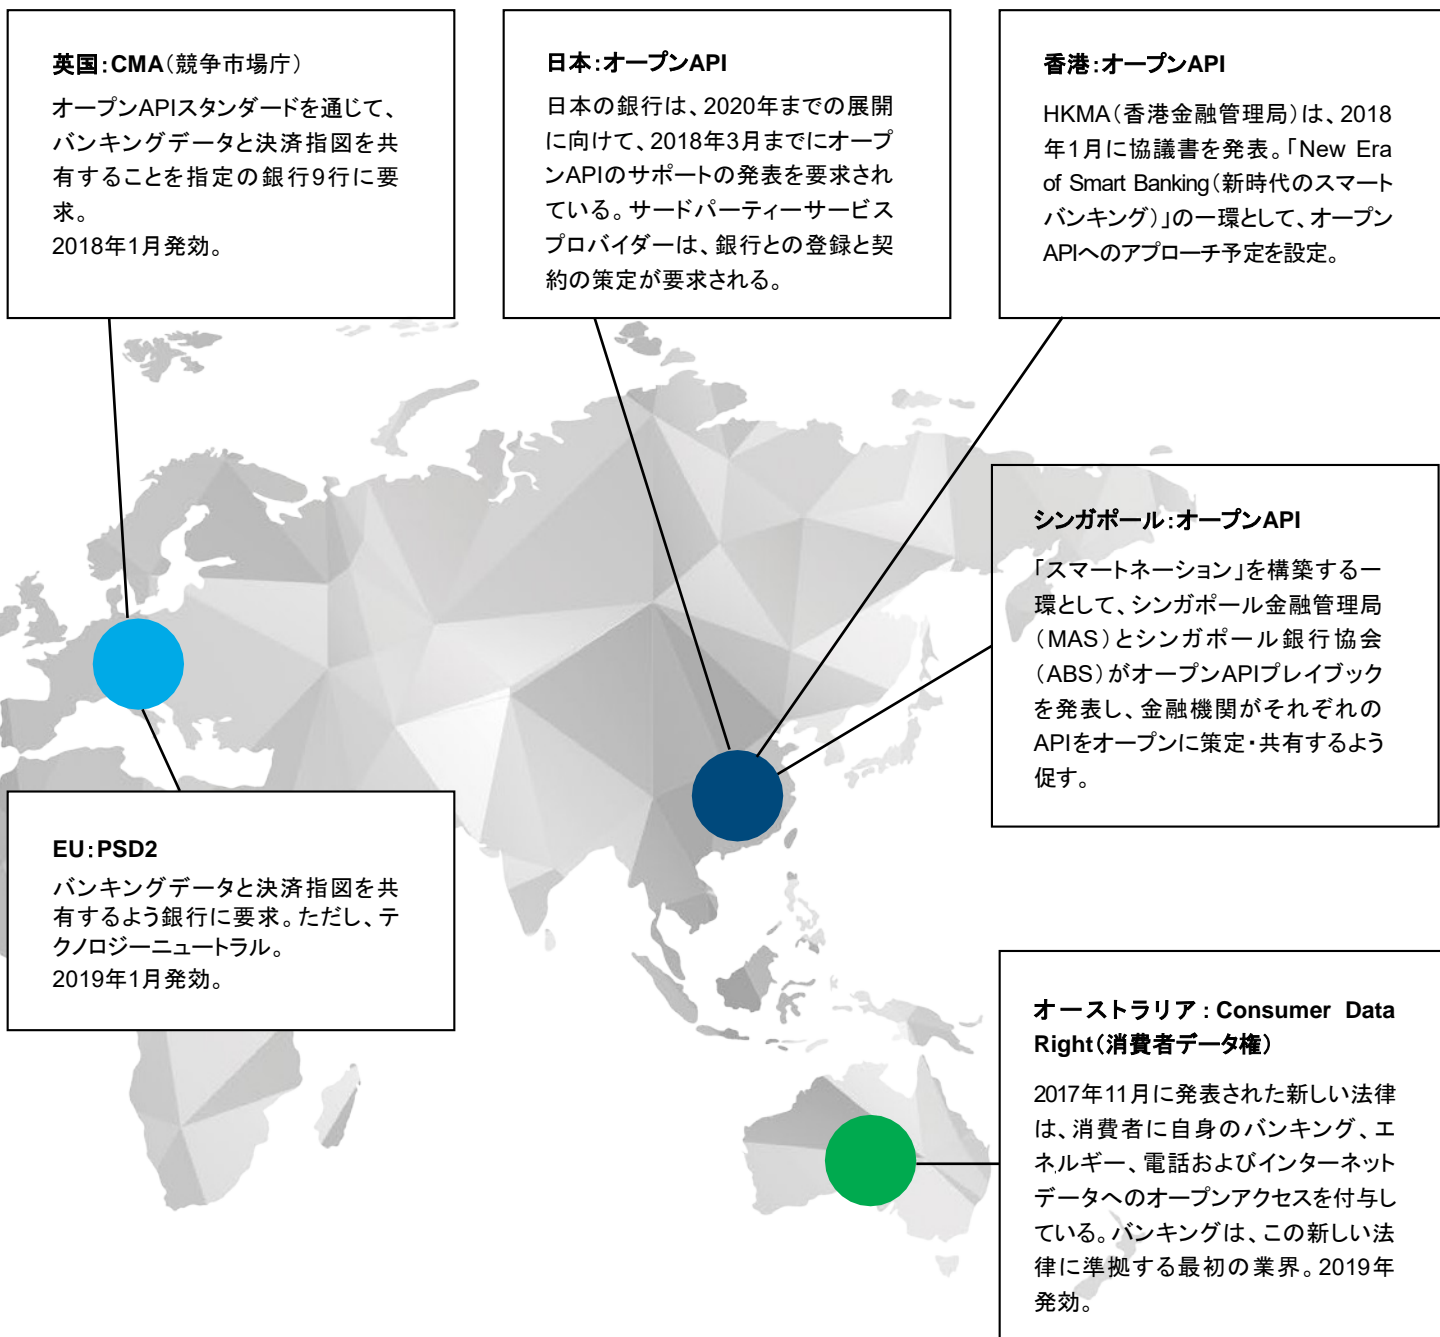 英国：CMA（競争市場庁）
オープンAPIスタンダードを通じて、
バンキングデータと決済指図を共
有することを指定の銀行9行に要
求。
2018年1月発効。
日本：オープンAPI
日本の銀行は、2020年までの展開
に向けて、2018年3月までにオープ
ンAPIのサポートの発表を要求され
ている。サードパーティーサービス
プロバイダーは、銀行との登録と契
約の策定が要求される。
香港：オープンAPI
HKMA（香港金融管理局）は、2018
年1月に協議書を発表。「New Era
of Smart Banking（新時代のスマート
バンキング）」の一環として、オープン
APIへのアプローチ予定を設定。
シンガポール：オープンAPI
「スマートネーション」を構築する一
環として、シンガポール金融管理局
（MAS）とシンガポール銀行協会
（ABS）がオープンAPIプレイブック
を発表し、金融機関がそれぞれの
APIをオープンに策定・共有するよう
促す。
EU：PSD2
バンキングデータと決済指図を共
有するよう銀行に要求。ただし、テ
クノロジーニュートラル。
2019年1月発効。
オーストラリア：Consumer Data
Right（消費者データ権）
2017年11月に発表された新しい法律
は、消費者に自身のバンキング、エ
ネルギー、電話およびインターネット
データへのオープンアクセスを付与し
ている。バンキングは、この新しい法
律に準拠する最初の業界。2019年
発効。